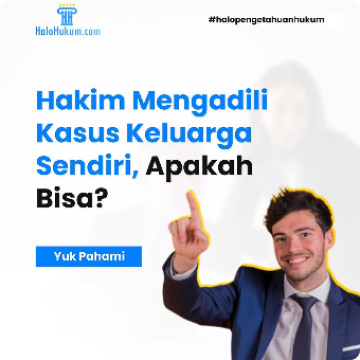 HaloHukum.com
#halopengetahuanhukum
Hakim Mengadili
Kasus Keluarga
Sendiri, Apakah
Bisa?
Yuk Pahami